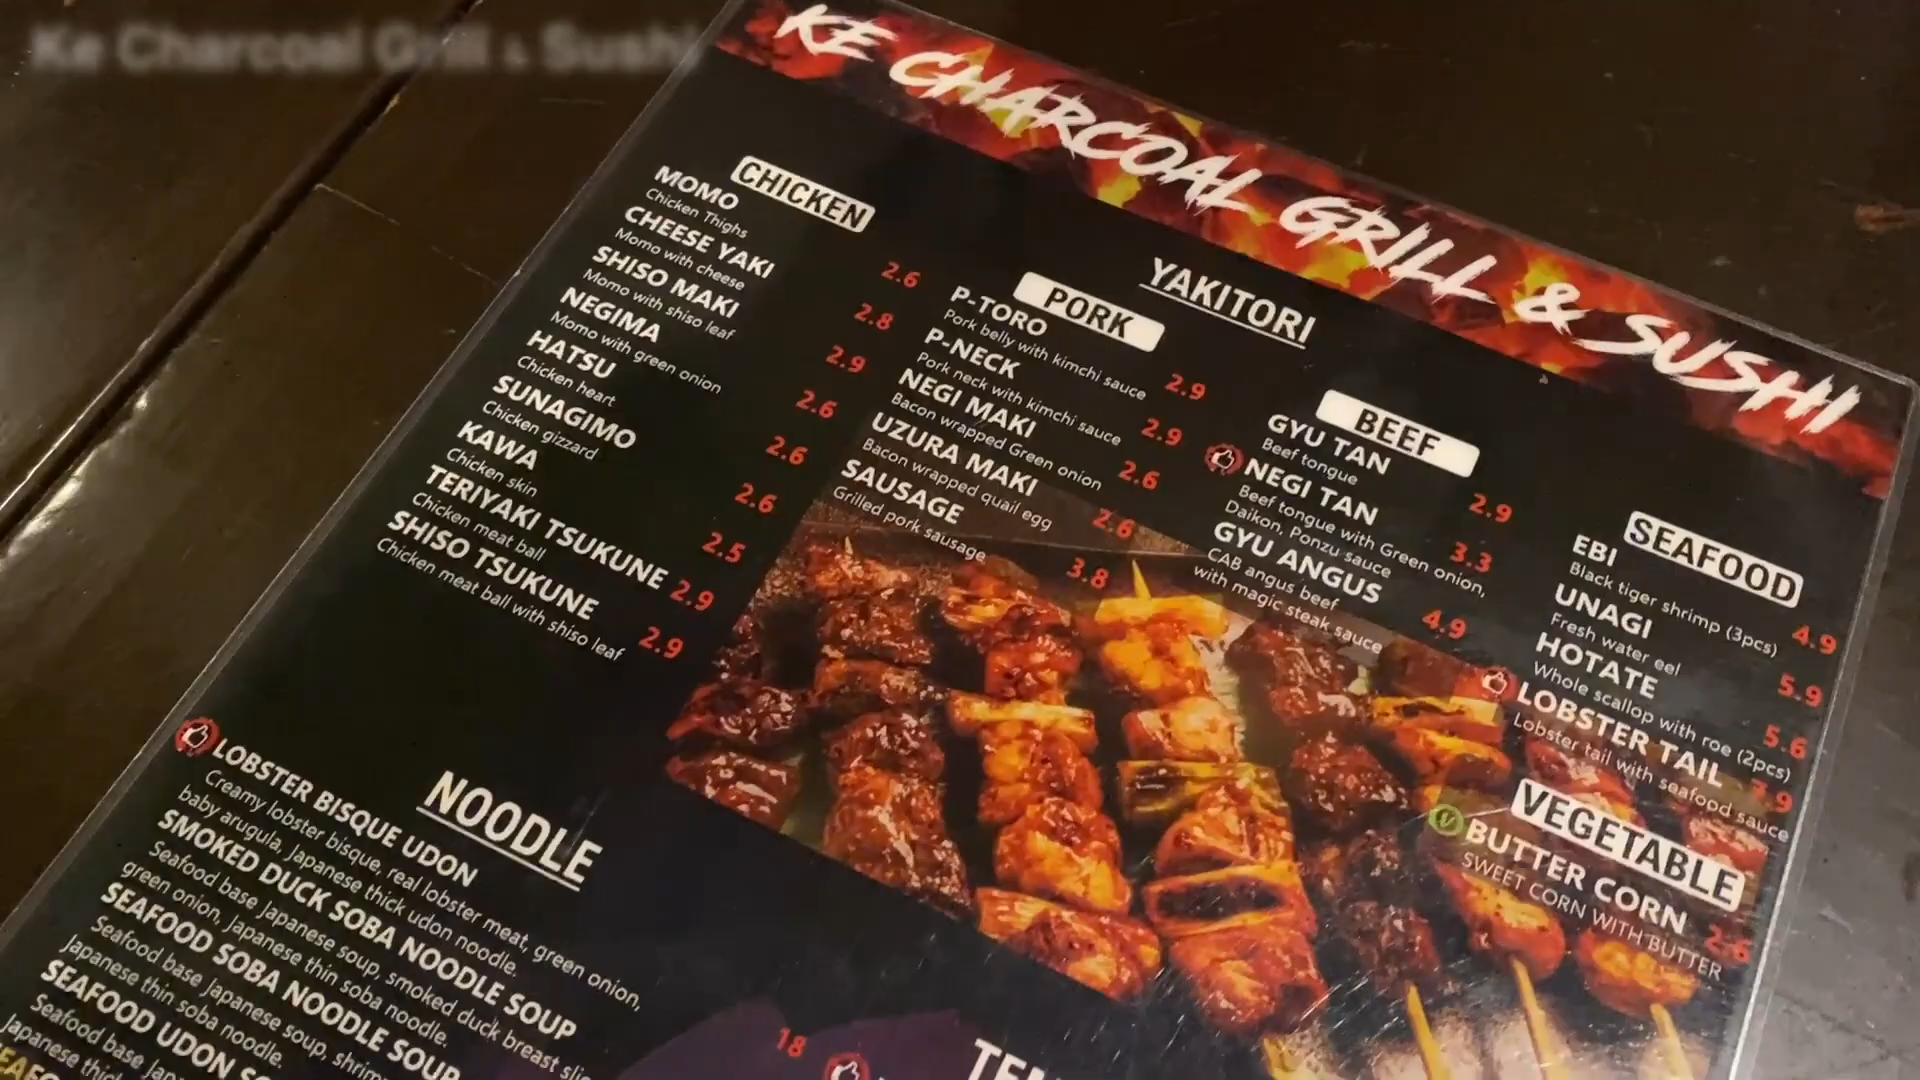 Ke Charcoal Grill & Sushi
KE CHARCOAL GRILL & SUSHI
YAKITORI
CHICKEN
MOMO
Chicken Thighs
2.6
CHEESE YAKI
Momo with cheese
2.8
SHISO MAKI
Momo with shiso leaf
2.9
NEGIMA
Momo with green onion
2.6
HATSU
Chicken heart
2.6
SUNAGIMO
Chicken gizzard
2.6
KAWA
Chicken skin
2.5
TERIYAKI TSUKUNE 2.9
Chicken meat ball
SHISO TSUKUNE 2.9
Chicken meat ball with shiso leaf
PORK
P-TORO
Pork belly with kimchi sauce 2.9
P-NECK
Pork neck with kimchi sauce 2.9
NEGI MAKI
Bacon wrapped Green onion 2.6
UZURA MAKI
Bacon wrapped quail egg 2.6
SAUSAGE
Grilled pork sausage 3.8
BEEF
GYU TAN
Beef tongue 2.9
NEGI TAN
Beef tongue with Green onion,
Daikon, Ponzu sauce 3.3
GYU ANGUS
CAB angus beef 4.9
with magic steak sauce
SEAFOOD
EBI
Black tiger shrimp (3pcs) 4.9
UNAGI
Fresh water eel 5.9
HOTATE
Whole scallop with roe (2pcs) 5.6
LOBSTER TAIL
Lobster tail with seafood sauce
VEGETABLE
BUTTER CORN 2.6
SWEET CORN WITH BUTTER
NOODLE
LOBSTER BISQUE UDON
Creamy lobster bisque, real lobster meat, green onion,
baby arugula, Japanese thick udon noodle.
SMOKED DUCK SOBA NOODLE SOUP
Seafood base Japanese soup, smoked duck breast
green onion, Japanese thin soba noodle.
18
SEAFOOD SOBA NOODLE SOUP
Seafood base Japanese soup,
Japanese thin soba noodle.
SEAFOOD UDON
Seafood base
Japanese